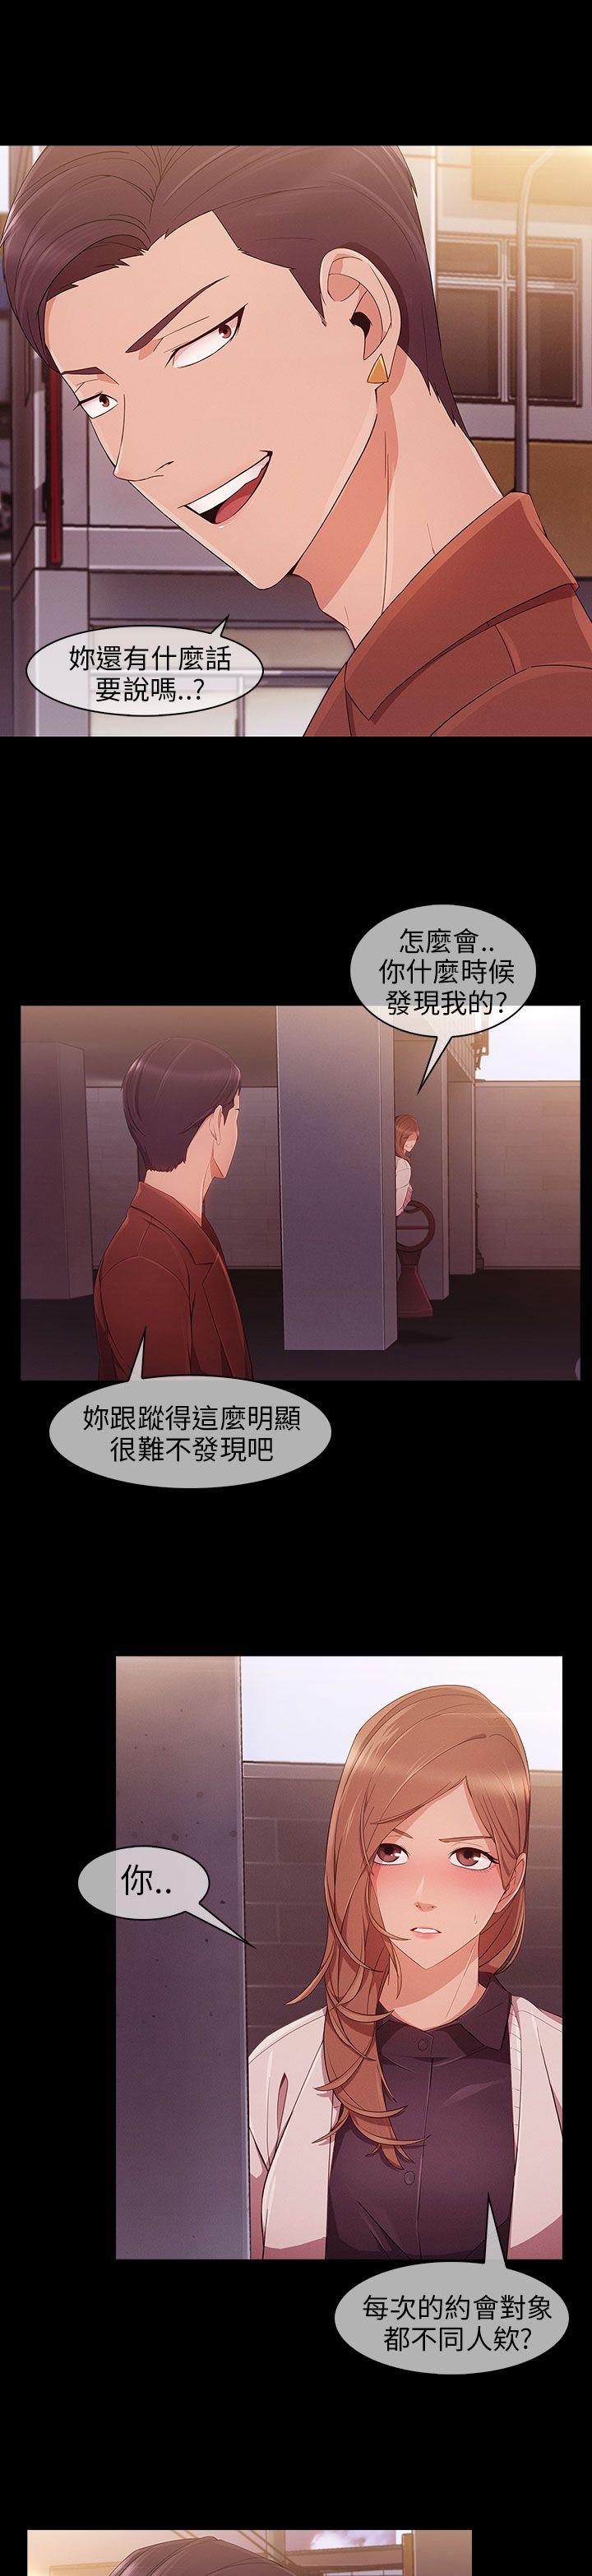 妳還有什麼話
要說嗎..?
怎麼會..
你什麼時候
發現我的?
妳跟蹤得這麼明顯
很難不發現吧
你..
每次的約會對象
都不同人欸?